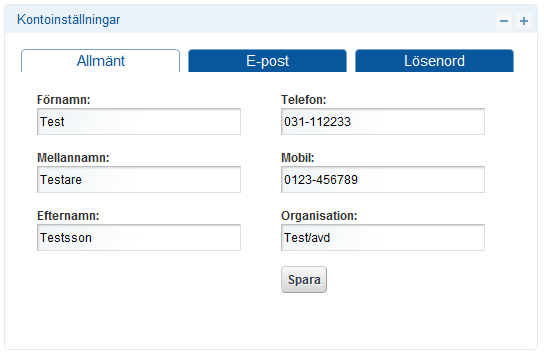 Kontoinställningar
Allmänt E-post Lösenord
Förnamn: Telefon:
Test 031-112233
Mellannamn: Mobil:
Testare 0123-456789
Efternamn: Organisation:
Testsson Test/avd
Spara